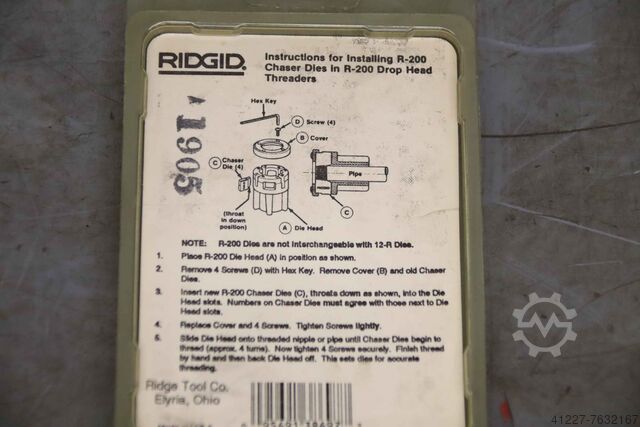 RIDGID.
Instructions for Installing R-200
Chaser Dies in R-200 Drop Head
Threaders
1905
Hex Key
D Screw (4)
B Cover
C Chaser
Die (4)
Pipe
(throat
in down
position)
A Die Head
C
NOTE: R-200 Dies are not interchangeable with 12-R Dies.
1. Place R-200 Die Head (A) in position as shown.
2. Remove 4 Screws (D) with Hex Key. Remove Cover (B) and old Chaser
Dies.
3. Insert new R-200 Chaser Dies (C), throats down as shown, into the Die
Head slots. Numbers on Chaser Dies must agree with those next to Die
Head slots.
4. Replace Cover and 4 Screws. Tighten Screws lightly.
5. Slide Die Head onto threaded nipple or pipe until Chaser Dies begin to
thread (approx. 4 turns). Now tighten 4 Screws securely. Finish thread
by hand and then back Die Head off. This sets dies for accurate
threading.
Ridge Tool Co.
Elyria, Ohio
41227-7632167